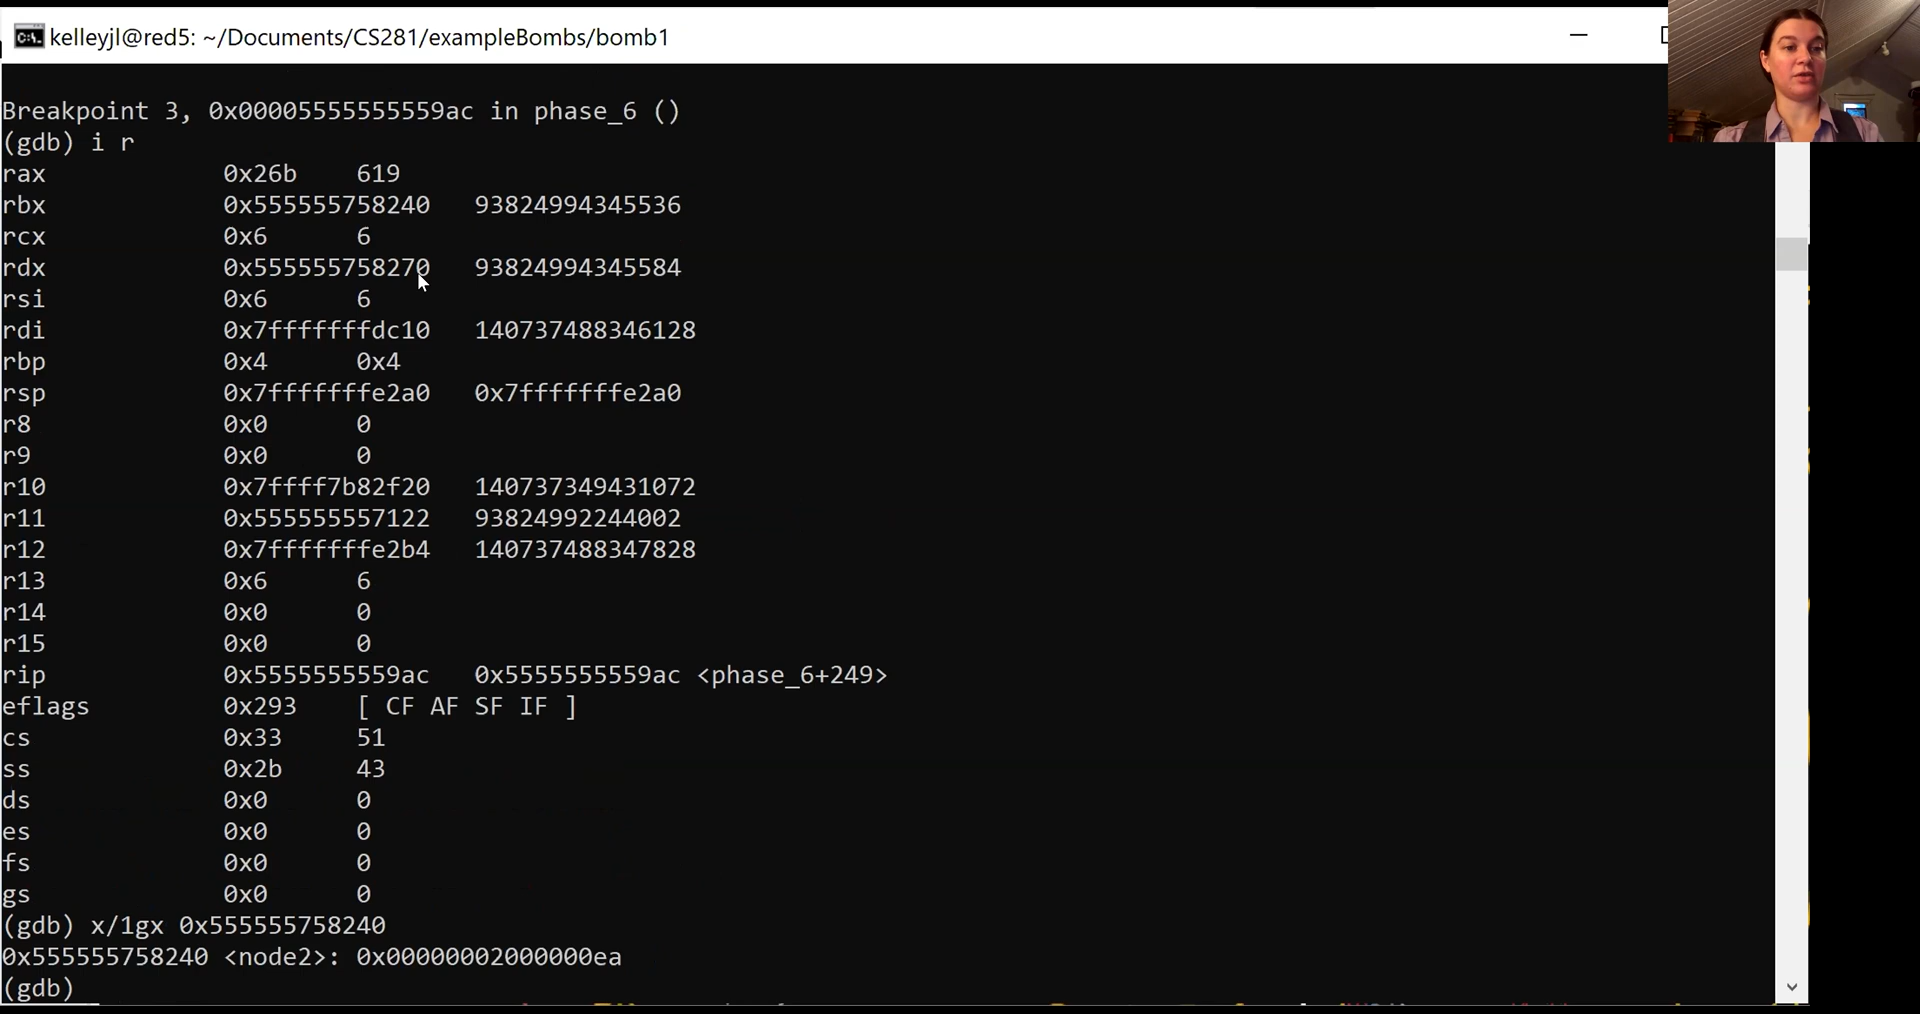 kelleyjl@red5: ~/Documents/CS281/exampleBombs/bomb1
Breakpoint 3, 0x00005555555559ac in phase_6 ()
(gdb) i r
rax 0x26b 619
rbx 0x555555758240 93824994345536
rcx 0x6 6
rdx 0x555555758270 93824994345584
rsi 0x6 6
rdi 0x7fffffffdc10 140737488346128
rbp 0x4 0x4
rsp 0x7fffffffe2a0 0x7fffffffe2a0
r8 0x0 0
r9 0x0 0
r10 0x7ffff7b82f20 140737349431072
r11 0x555555557122 93824992244002
r12 0x7fffffffe2b4 140737488347828
r13 0x6 6
r14 0x0 0
r15 0x0 0
rip 0x5555555559ac 0x5555555559ac <phase_6+249>
eflags 0x293 [ CF AF SF IF ]
cs 0x33 51
ss 0x2b 43
ds 0x0 0
es 0x0 0
fs 0x0 0
gs 0x0 0
(gdb) x/1gx 0x555555758240
0x555555758240 <node2>: 0x00000002000000ea
(gdb)